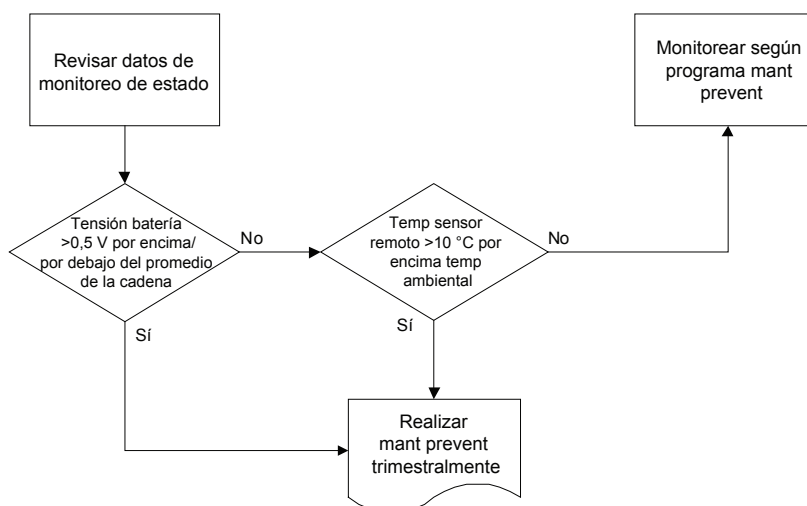 Revisar datos de
monitoreo de estado
Monitorear según
programa mant
prevent
Tensión batería
>0,5 V por encima/
por debajo del promedio
de la cadena
No
Temp sensor
remoto >10 °C por
encima temp
ambiental
No
Sí
Sí
Realizar
mant prevent
trimestralmente